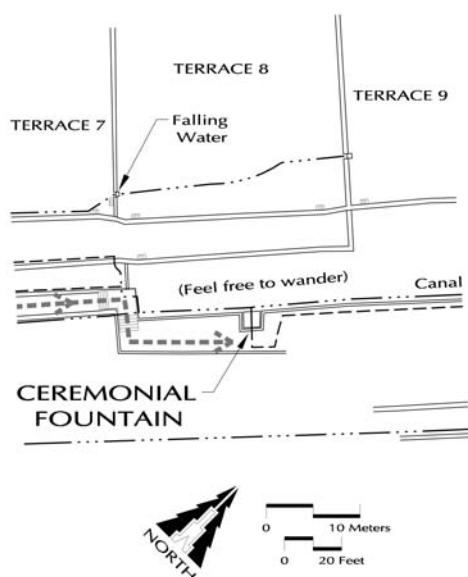 TERRACE 8
TERRACE 9
TERRACE 7
Falling
Water
(Feel free to wander)
Canal
CEREMONIAL
FOUNTAIN
NORTH
0 10 Meters
0 20 Feet